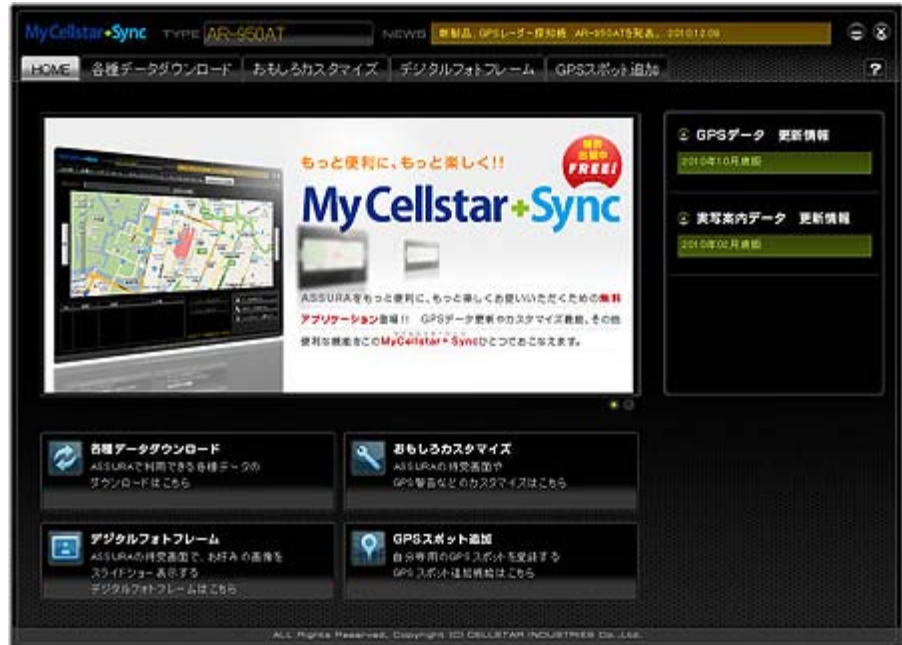 MyCellstar+Sync TYPE AR-950AT NEWS 新製品、GPSレーダー探知機 AR-950ATを発表。 2010.12.09
HOME 各種データダウンロード おもしろカスタマイズ デジタルフォトフレーム GPSスポット追加 ?
もっと便利に、もっと楽しく!!
FREE!
MyCellstar+Sync
ASSURAをもっと便利に、もっと楽しくお使いいただくための無料
アプリケーション登場!! GPSデータ更新やカスタマイズ機能、その他
便利な機能をこのMyCellstar+Syncひとつでおこなえます。
GPSデータ 更新情報
2010年10月度版
実写案内データ 更新情報
2010年02月度版
各種データダウンロード
ASSURAで利用できる各種データの
ダウンロードはこちら
おもしろカスタマイズ
ASSURAの待受画面や
GPS警告などのカスタマイズはこちら
デジタルフォトフレーム
ASSURAの待受画面で、お好みの画像を
スライドショー表示する
デジタルフォトフレームはこちら
GPSスポット追加
自分専用のGPSスポットを登録する
GPSスポット追加機能はこちら
ALL Rights Reserved, Copyright (C) CELLSTAR INDUSTRIES Co.,Ltd.